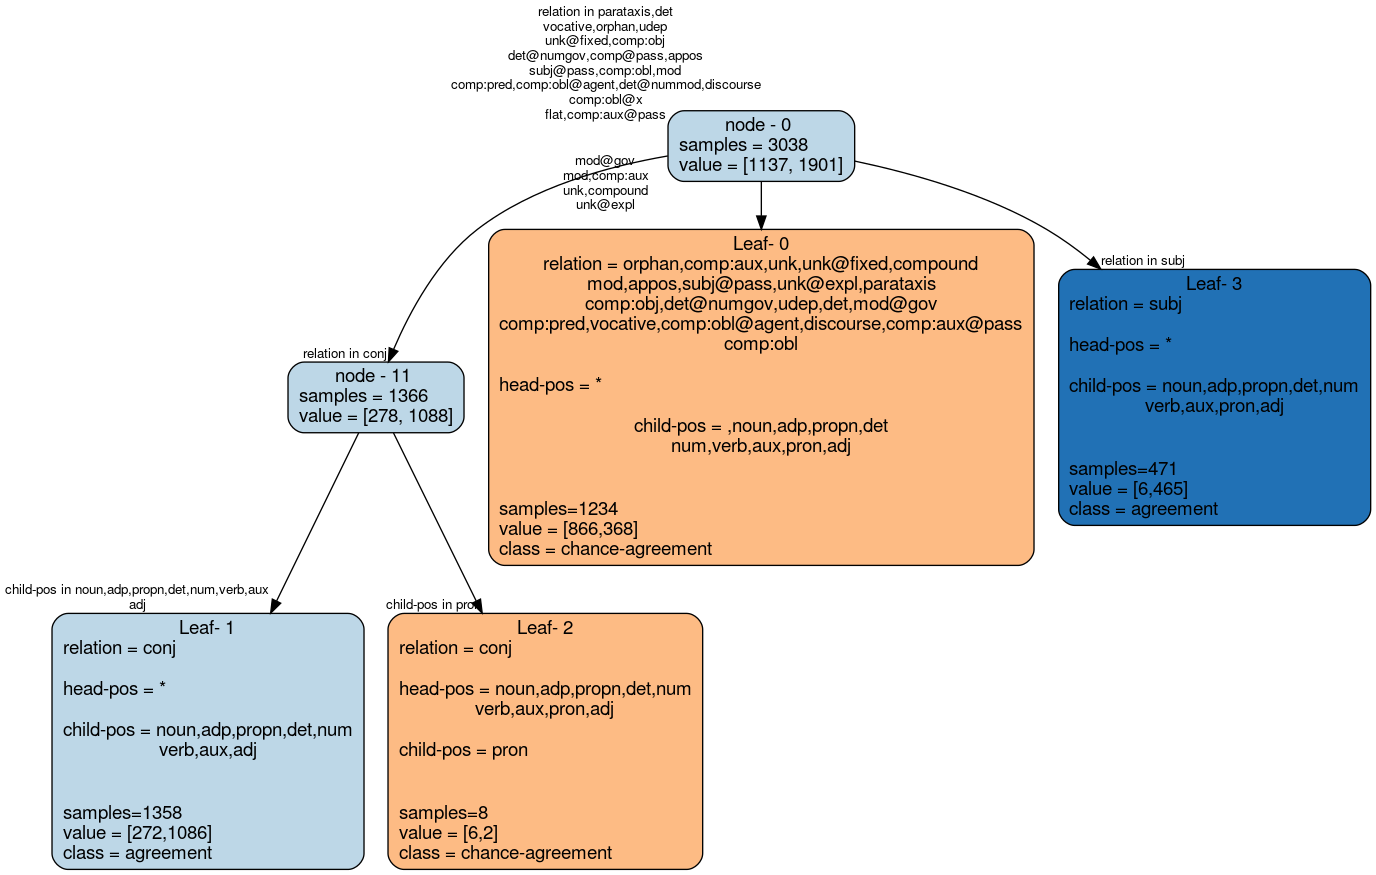 relation in parataxis,det
vocative,orphan,udep
unk@fixed,comp:obj
det@numgov,comp@pass,appos
subj@pass,comp:obl,mod
comp:pred,comp:obl@agent,det@nummod,discourse
comp:obl@x
flat,comp:aux@pass
node - 0
samples = 3038
value = [1137, 1901]
mod@gov
mod,comp:aux
unk,compound
unk@expl
Leaf- 0
relation = orphan,comp:aux,unk,unk@fixed,compound
mod,appos,subj@pass,unk@expl,parataxis
comp:obj,det@numgov,udep,det,mod@gov
comp:pred,vocative,comp:obl@agent,discourse,comp:aux@pass
comp:obl
head-pos = *
child-pos = ,noun,adp,propn,det
num,verb,aux,pron,adj
samples=1234
value = [866,368]
class = chance-agreement
relation in subj
Leaf- 3
relation = subj
head-pos = *
child-pos = noun,adp,propn,det,num
verb,aux,pron,adj
samples=471
value = [6,465]
class = agreement
relation in conj
node - 11
samples = 1366
value = [278, 1088]
child-pos in noun,adp,propn,det,num,verb,aux
adj
Leaf- 1
relation = conj
head-pos = *
child-pos = noun,adp,propn,det,num
verb,aux,adj
samples=1358
value = [272,1086]
class = agreement
child-pos in pron
Leaf- 2
relation = conj
head-pos = noun,adp,propn,det,num
verb,aux,pron,adj
child-pos = pron
samples=8
value = [6,2]
class = chance-agreement